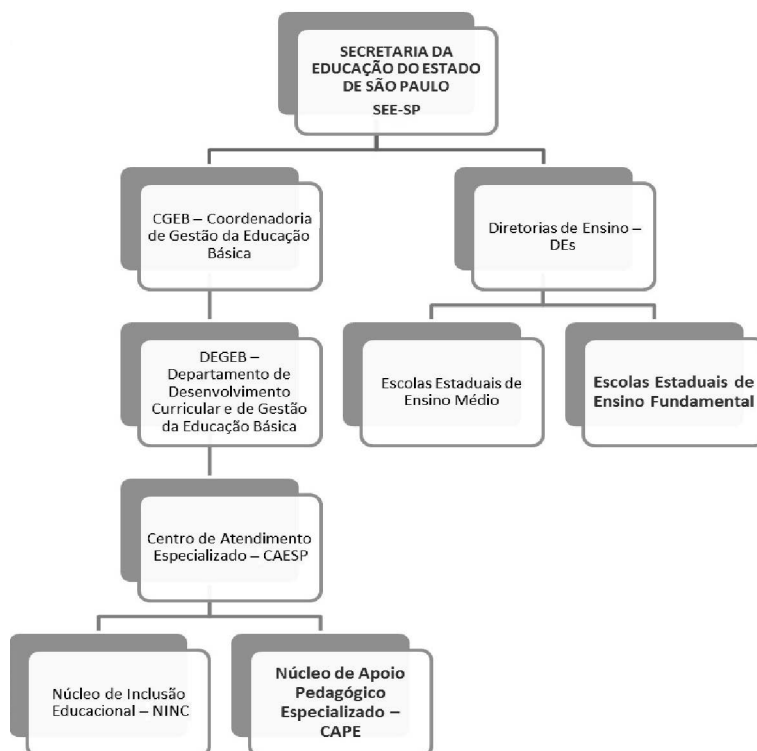 SECRETARIA DA
EDUCAÇÃO DO ESTADO
DE SÃO PAULO
SEE-SP
CGEB – Coordenadoria
de Gestão da Educação
Básica
Diretorias de Ensino –
DEs
DEGEB –
Departamento de
Desenvolvimento
Curricular e de Gestão
da Educação Básica
Escolas Estaduais de
Ensino Médio
Escolas Estaduais de
Ensino Fundamental
Centro de Atendimento
Especializado – CAESP
Núcleo de Inclusão
Educacional – NINC
Núcleo de Apoio
Pedagógico
Especializado –
CAPE